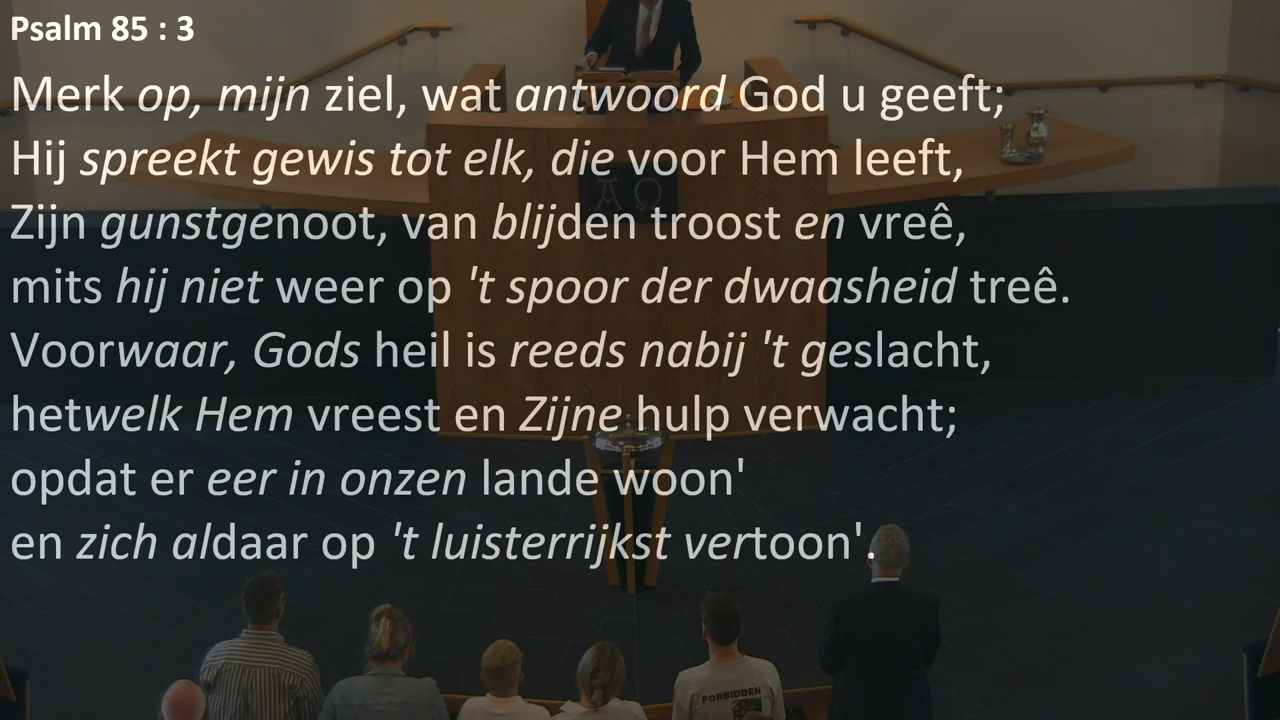 Psalm 85 : 3
Merk op, mijn ziel, wat antwoord God u geeft;
Hij spreekt gewis tot elk, die voor Hem leeft,
Zijn gunstgenoot, van blijden troost en vreê,
mits hij niet weer op 't spoor der dwaasheid treê.
Voorwaar, Gods heil is reeds nabij 't geslacht,
hetwelk Hem vreest en Zijne hulp verwacht;
opdat er eer in onzen lande woon'
en zich aldaar op 't luisterrijkst vertoon'.
ΑΩ
FORBIDDEN